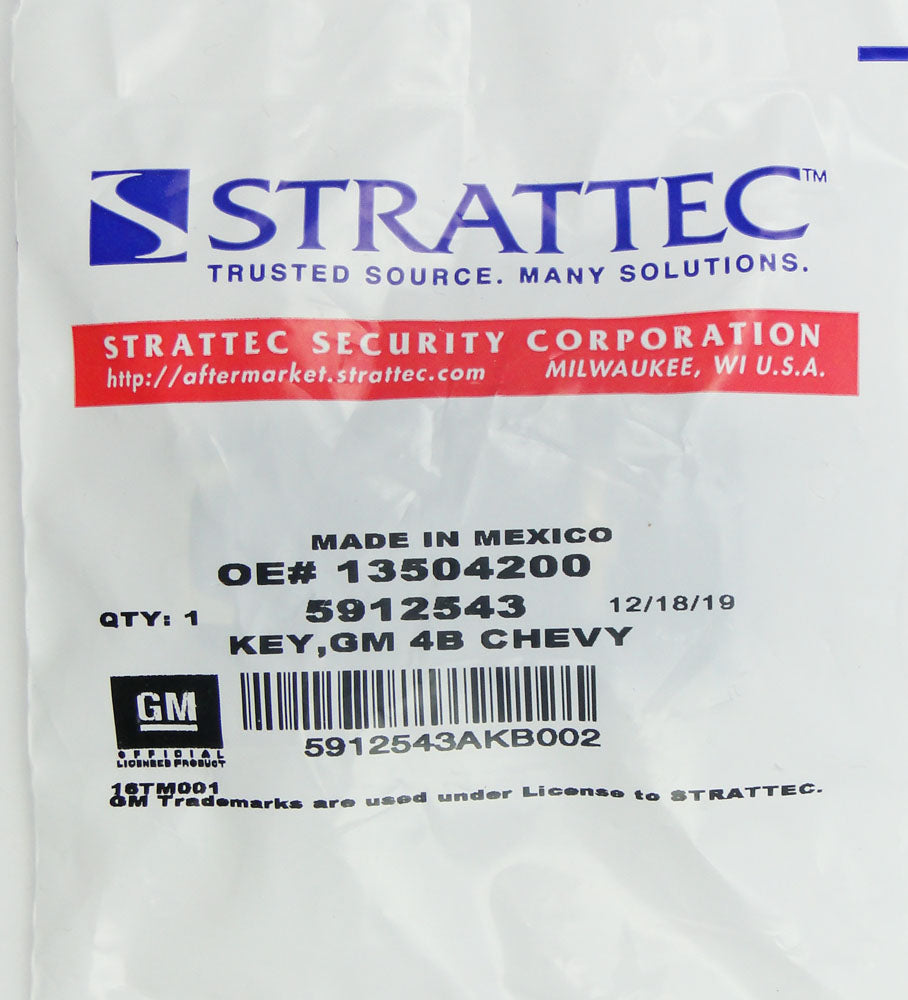 STRATTEC™
TRUSTED SOURCE. MANY SOLUTIONS.
STRATTEC SECURITY CORPORATION
http://aftermarket.strattec.com MILWAUKEE, WI U.S.A.
MADE IN MEXICO
OE# 13504200
QTY: 1 5912543 12/18/19
KEY,GM 4B CHEVY
GM
OFFICIAL
LICENSED PRODUCT
5912543AKB002
16TM001
GM Trademarks are used under License to STRATTEC.